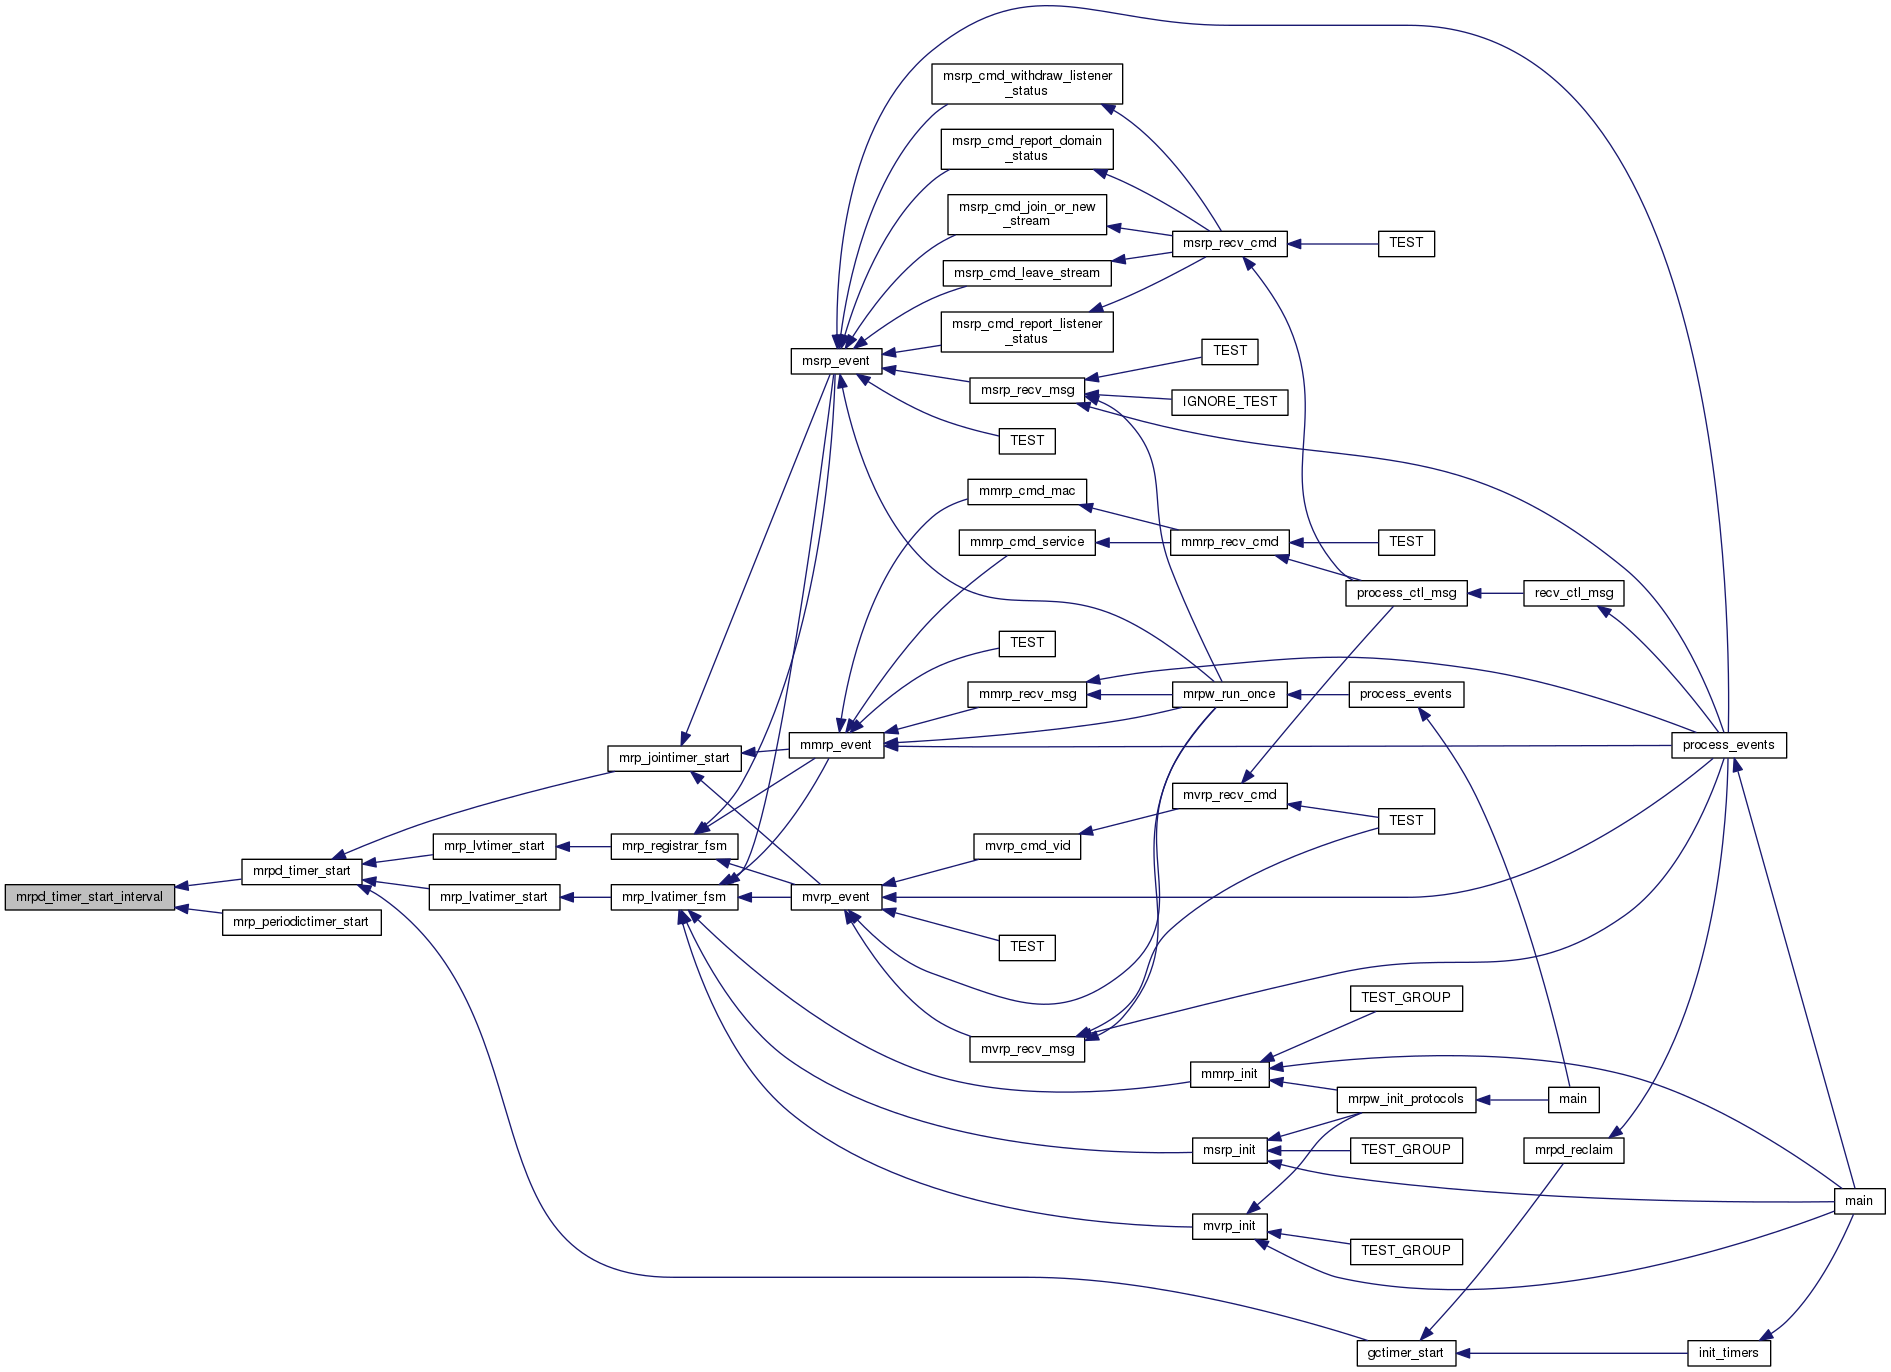 msrp_cmd_withdraw_listener
_status
msrp_cmd_report_domain
_status
msrp_cmd_join_or_new
_stream
msrp_recv_cmd
TEST
msrp_cmd_leave_stream
msrp_cmd_report_listener
_status
TEST
msrp_event
msrp_recv_msg
IGNORE_TEST
TEST
mmrp_cmd_mac
mmrp_cmd_service
mmrp_recv_cmd
TEST
process_ctl_msg
recv_ctl_msg
TEST
mmrp_recv_msg
mrpw_run_once
process_events
mmrp_event
process_events
mrp_jointimer_start
mvrp_recv_cmd
TEST
mrp_lvtimer_start
mrp_registrar_fsm
mvrp_cmd_vid
mrpd_timer_start
mrpd_timer_start_interval
mrp_lvatimer_start
mrp_lvatimer_fsm
mvrp_event
mrp_periodictimer_start
TEST
TEST_GROUP
mvrp_recv_msg
mmrp_init
mrpw_init_protocols
main
msrp_init
TEST_GROUP
mrpd_reclaim
main
mvrp_init
TEST_GROUP
gctimer_start
init_timers